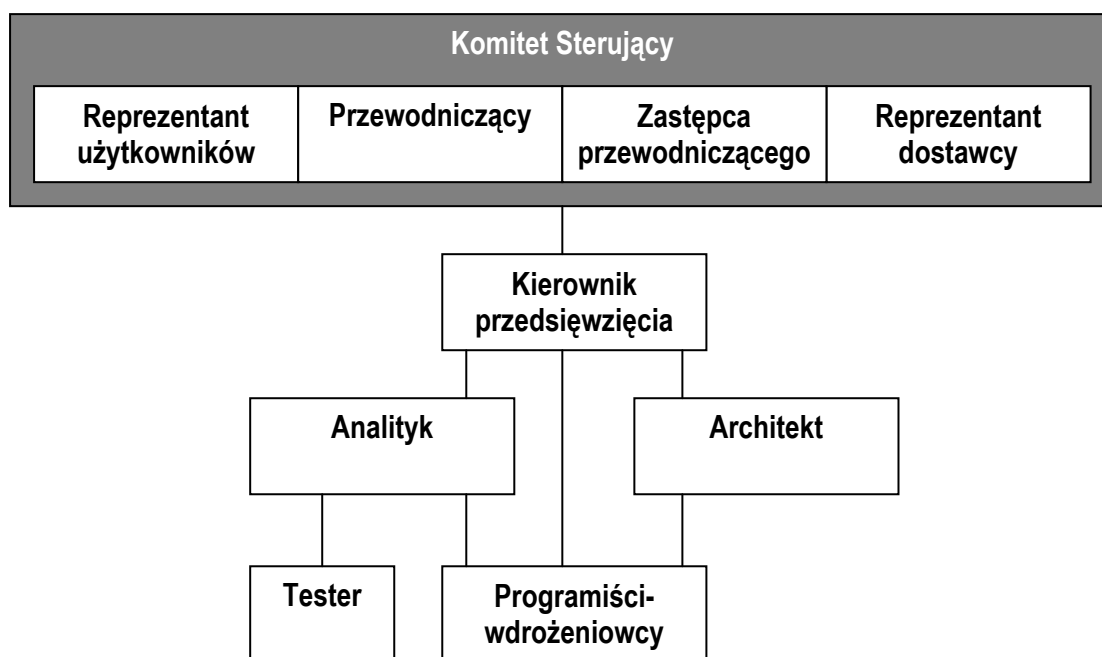 Komitet Sterujący
Reprezentant
użytkowników
Przewodniczący
Zastępca
przewodniczącego
Reprezentant
dostawcy
Kierownik
przedsięwzięcia
Analityk
Architekt
Tester
Programiści-
wdrożeniowcy